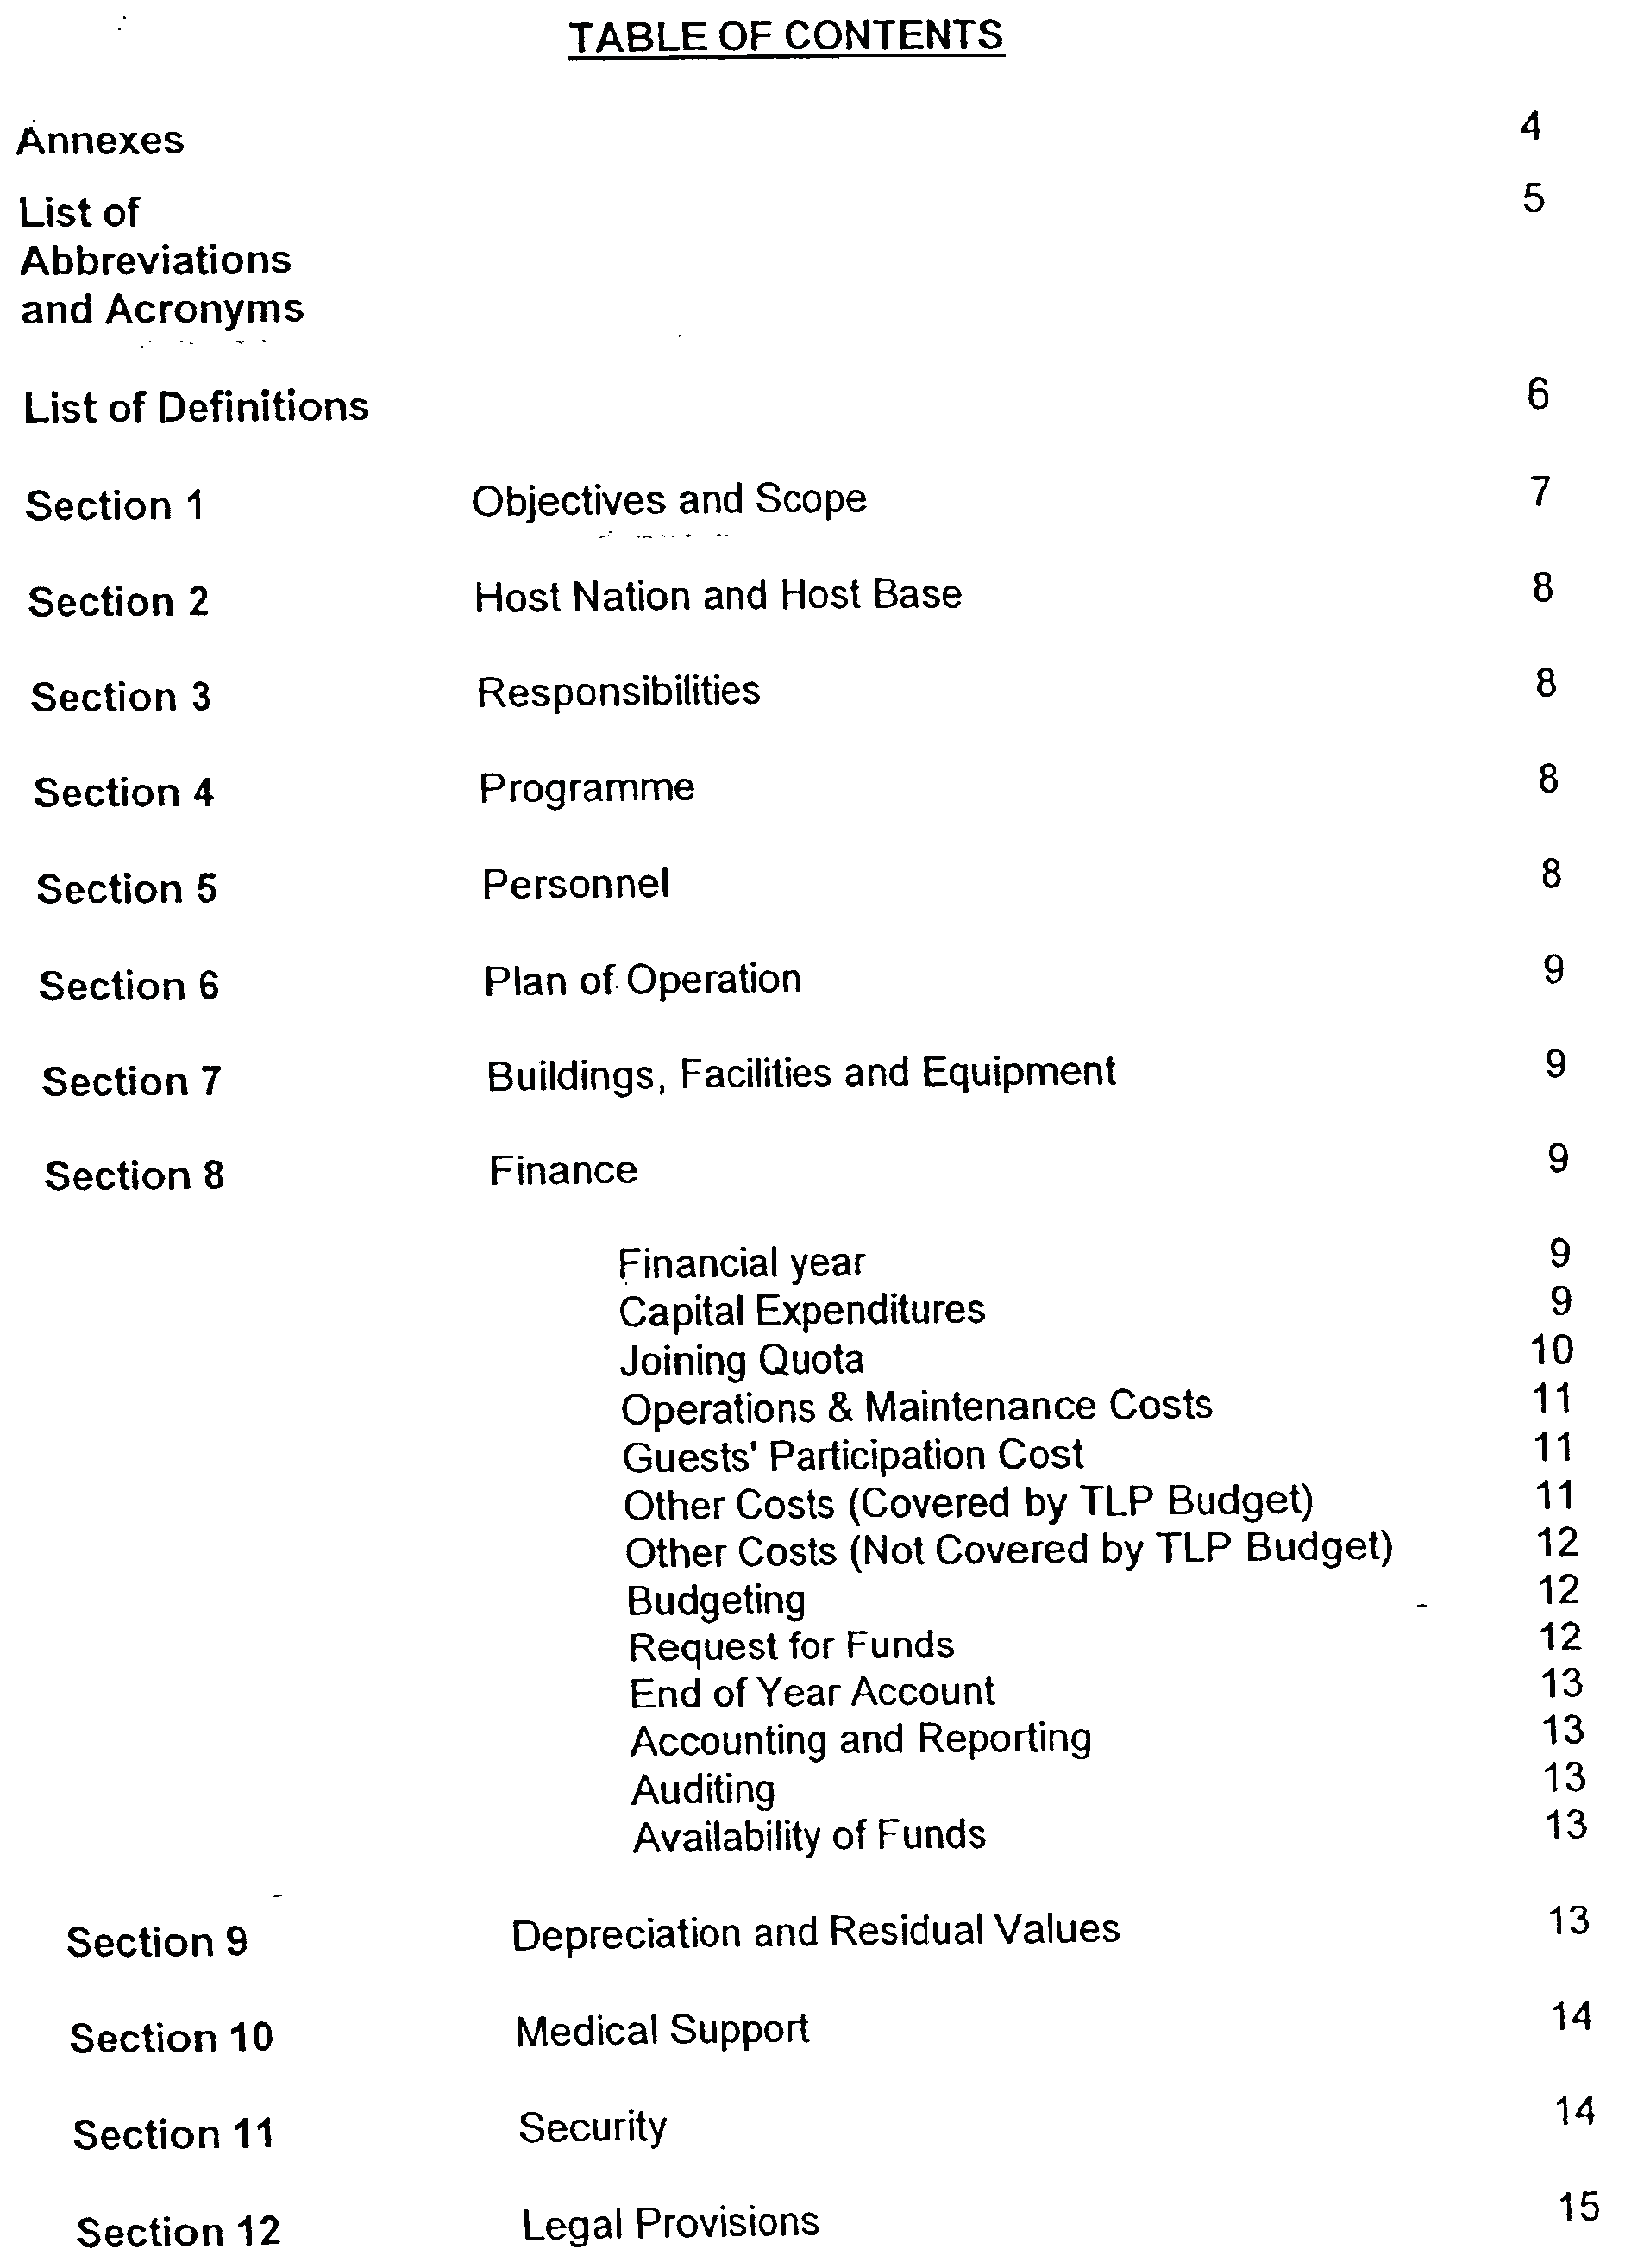 TABLE OF CONTENTS
Annexes 4
List of 5
Abbreviations
and Acronyms
List of Definitions 6
Section 1 Objectives and Scope 7
Section 2 Host Nation and Host Base 8
Section 3 Responsibilities 8
Section 4 Programme 8
Section 5 Personnel 8
Section 6 Plan of Operation 9
Section 7 Buildings, Facilities and Equipment 9
Section 8 Finance 9
Financial year 9
Capital Expenditures 9
Joining Quota 10
Operations & Maintenance Costs 11
Guests' Participation Cost 11
Other Costs (Covered by TLP Budget) 11
Other Costs (Not Covered by TLP Budget) 12
Budgeting 12
Request for Funds 12
End of Year Account 13
Accounting and Reporting 13
Auditing 13
Availability of Funds 13
Section 9 Depreciation and Residual Values 13
Section 10 Medical Support 14
Section 11 Security 14
Section 12 Legal Provisions 15